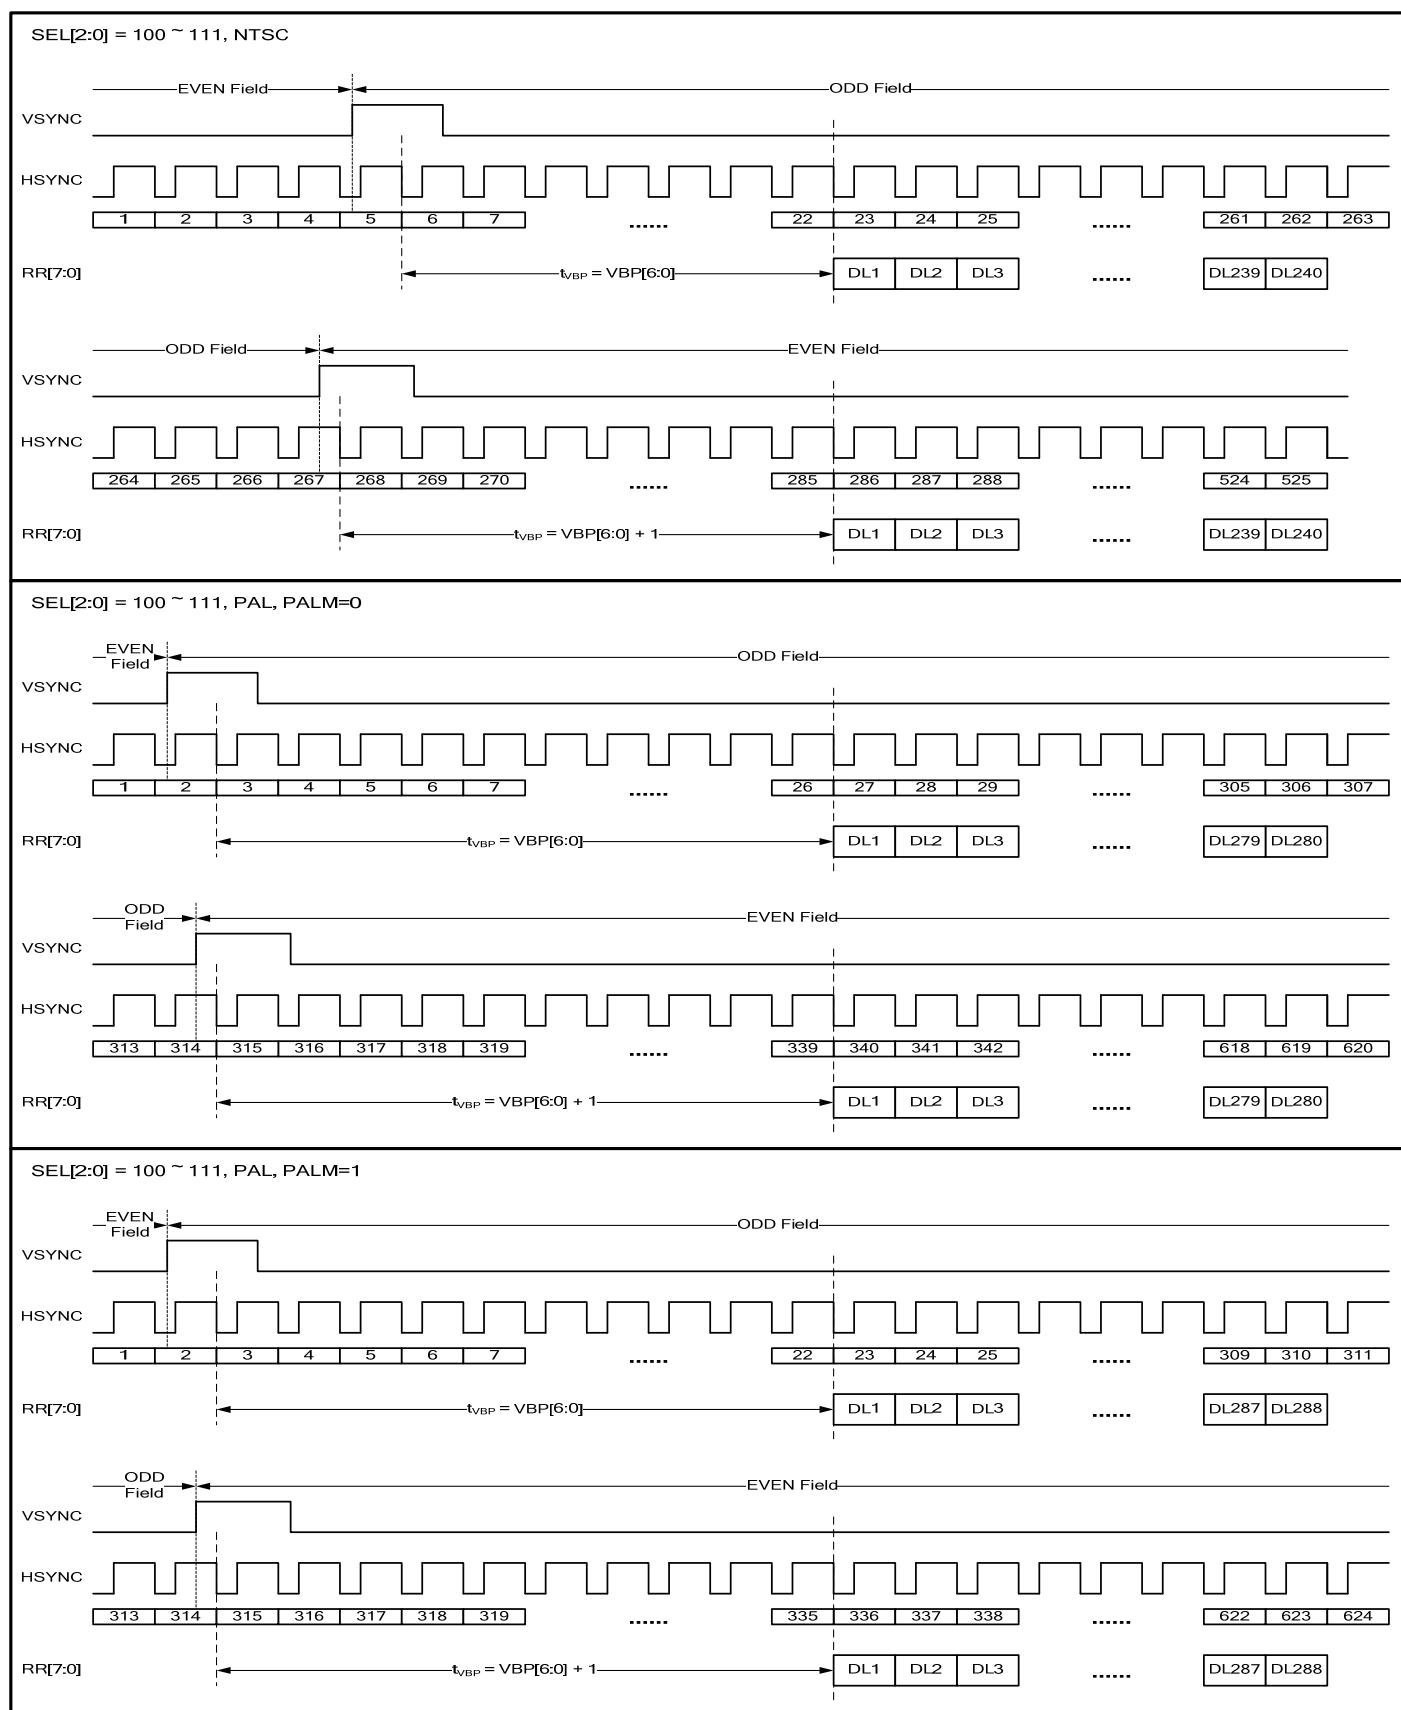 SEL[2:0] = 100 ~ 111, NTSC
EVEN Field ODD Field
VSYNC
HSYNC
1 2 3 4 5 6 7 ...... 22 23 24 25 ...... 261 262 263
RR[7:0] tVBP = VBP[6:0] DL1 DL2 DL3 ...... DL239 DL240
ODD Field EVEN Field
VSYNC
HSYNC
264 265 266 267 268 269 270 ...... 285 286 287 288 ...... 524 525
RR[7:0] tVBP = VBP[6:0] + 1 DL1 DL2 DL3 ...... DL239 DL240
SEL[2:0] = 100 ~ 111, PAL, PALM=0
EVEN
Field ODD Field
VSYNC
HSYNC
1 2 3 4 5 6 7 ...... 26 27 28 29 ...... 305 306 307
RR[7:0] tVBP = VBP[6:0] DL1 DL2 DL3 ...... DL279 DL280
ODD
Field EVEN Field
VSYNC
HSYNC
313 314 315 316 317 318 319 ...... 339 340 341 342 ...... 618 619 620
RR[7:0] tVBP = VBP[6:0] + 1 DL1 DL2 DL3 ...... DL279 DL280
SEL[2:0] = 100 ~ 111, PAL, PALM=1
EVEN
Field ODD Field
VSYNC
HSYNC
1 2 3 4 5 6 7 ...... 22 23 24 25 ...... 309 310 311
RR[7:0] tVBP = VBP[6:0] DL1 DL2 DL3 ...... DL287 DL288
ODD
Field EVEN Field
VSYNC
HSYNC
313 314 315 316 317 318 319 ...... 335 336 337 338 ...... 622 623 624
RR[7:0] tVBP = VBP[6:0] + 1 DL1 DL2 DL3 ...... DL287 DL288